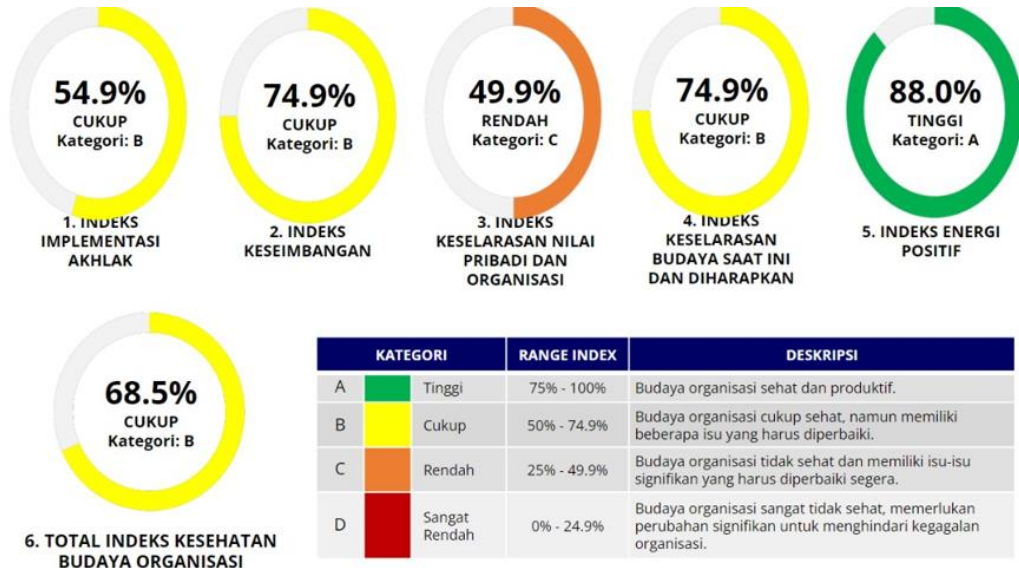 54.9%
CUKUP
Kategori: B
1. INDEKS
IMPLEMENTASI
AKHLAK
74.9%
CUKUP
Kategori: B
2. INDEKS
KESEIMBANGAN
49.9%
RENDAH
Kategori: C
3. INDEKS
KESELARASAN NILAI
PRIBADI DAN
ORGANISASI
74.9%
CUKUP
Kategori: B
4. INDEKS
KESELARASAN
BUDAYA SAAT INI
DAN DIHARAPKAN
88.0%
TINGGI
Kategori: A
5. INDEKS ENERGI
POSITIF
68.5%
CUKUP
Kategori: B
6. TOTAL INDEKS KESEHATAN
BUDAYA ORGANISASI
KATEGORI RANGE INDEX DESKRIPSI
A Tinggi 75% - 100% Budaya organisasi sehat dan produktif.
B Cukup 50% - 74.9% Budaya organisasi cukup sehat, namun memiliki
beberapa isu yang harus diperbaiki.
C Rendah 25% - 49.9% Budaya organisasi tidak sehat dan memiliki isu-isu
signifikan yang harus diperbaiki segera.
D Sangat
Rendah 0% - 24.9% Budaya organisasi sangat tidak sehat, memerlukan
perubahan signifikan untuk menghindari kegagalan
organisasi.